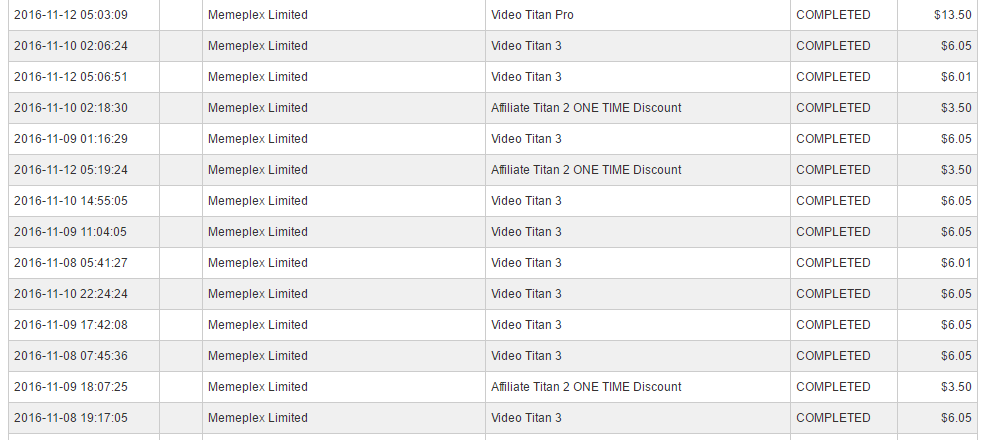 2016-11-12 05:03:09 Memeplex Limited Video Titan Pro COMPLETED $13.50
2016-11-10 02:06:24 Memeplex Limited Video Titan 3 COMPLETED $6.05
2016-11-12 05:06:51 Memeplex Limited Video Titan 3 COMPLETED $6.01
2016-11-10 02:18:30 Memeplex Limited Affiliate Titan 2 ONE TIME Discount COMPLETED $3.50
2016-11-09 01:16:29 Memeplex Limited Video Titan 3 COMPLETED $6.05
2016-11-12 05:19:24 Memeplex Limited Affiliate Titan 2 ONE TIME Discount COMPLETED $3.50
2016-11-10 14:55:05 Memeplex Limited Video Titan 3 COMPLETED $6.05
2016-11-09 11:04:05 Memeplex Limited Video Titan 3 COMPLETED $6.05
2016-11-08 05:41:27 Memeplex Limited Video Titan 3 COMPLETED $6.01
2016-11-10 22:24:24 Memeplex Limited Video Titan 3 COMPLETED $6.05
2016-11-09 17:42:08 Memeplex Limited Video Titan 3 COMPLETED $6.05
2016-11-08 07:45:36 Memeplex Limited Video Titan 3 COMPLETED $6.05
2016-11-09 18:07:25 Memeplex Limited Affiliate Titan 2 ONE TIME Discount COMPLETED $3.50
2016-11-08 19:17:05 Memeplex Limited Video Titan 3 COMPLETED $6.05